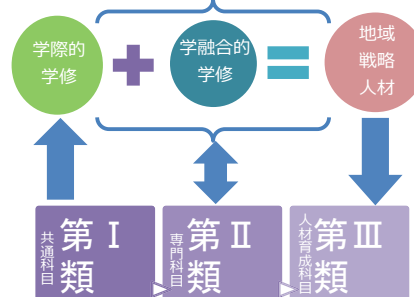 学際的
学修
学融合的
学修
地域
戦略
人材
共通科目
第Ⅰ
類
専門科目
第Ⅱ
類
人材育成科目
第Ⅲ
類